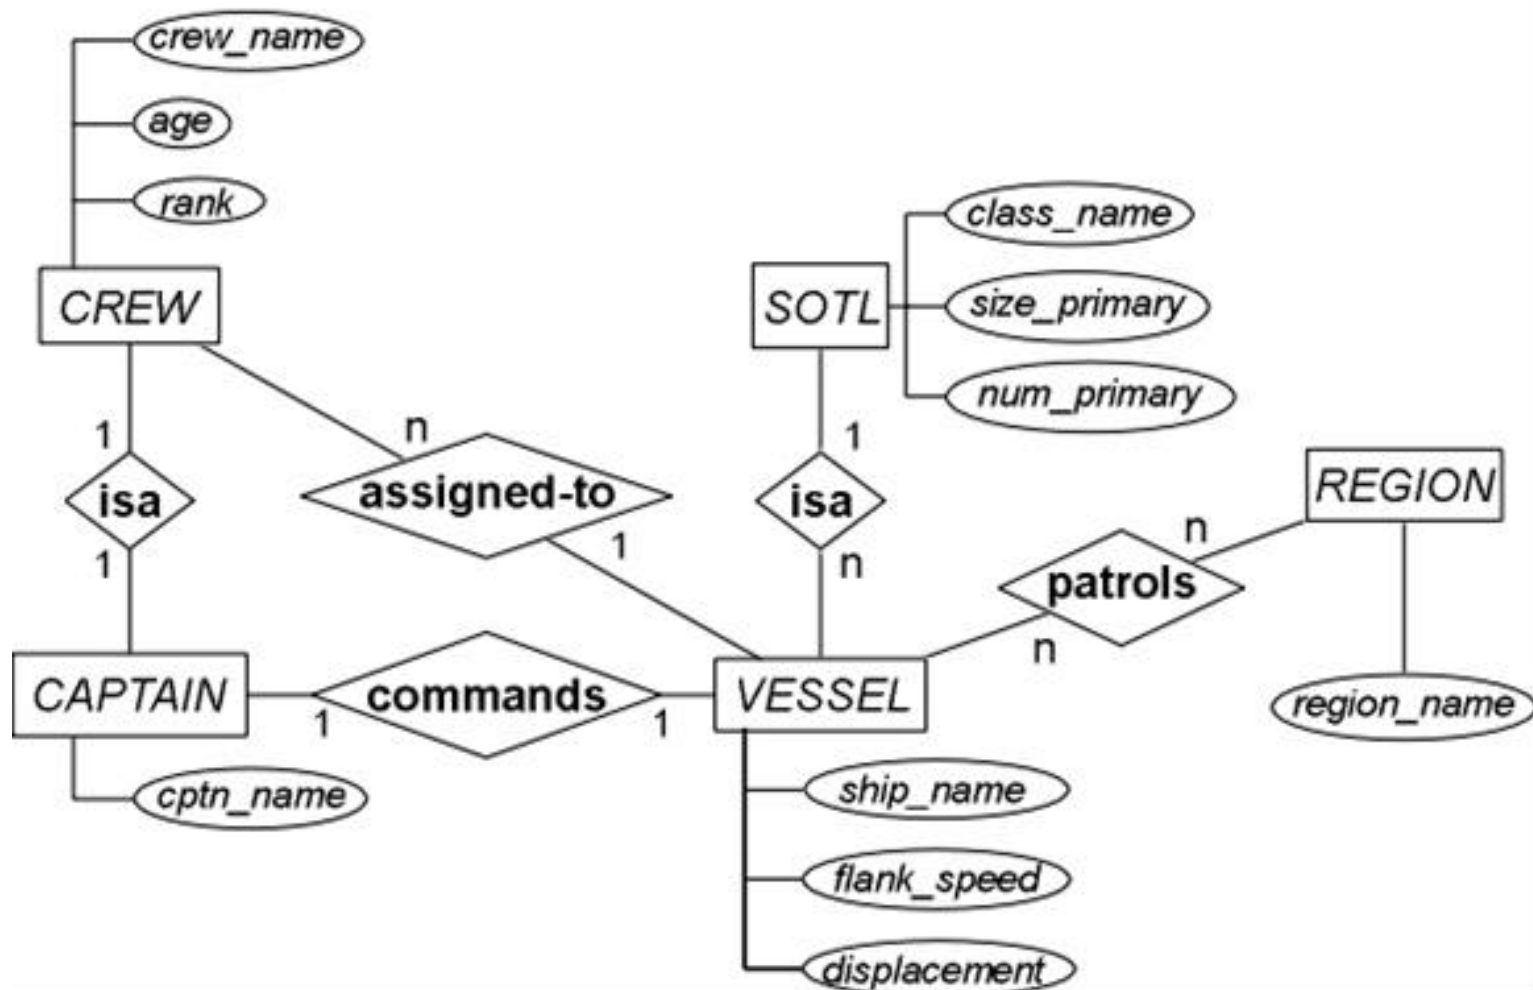 crew_name
age
rank
class_name
CREW
SOTL
size_primary
num_primary
1
n
1
isa
assigned-to
isa
REGION
1
1
n
n
patrols
n
CAPTAIN
commands
VESSEL
1
1
region_name
cptn_name
ship_name
flank_speed
displacement